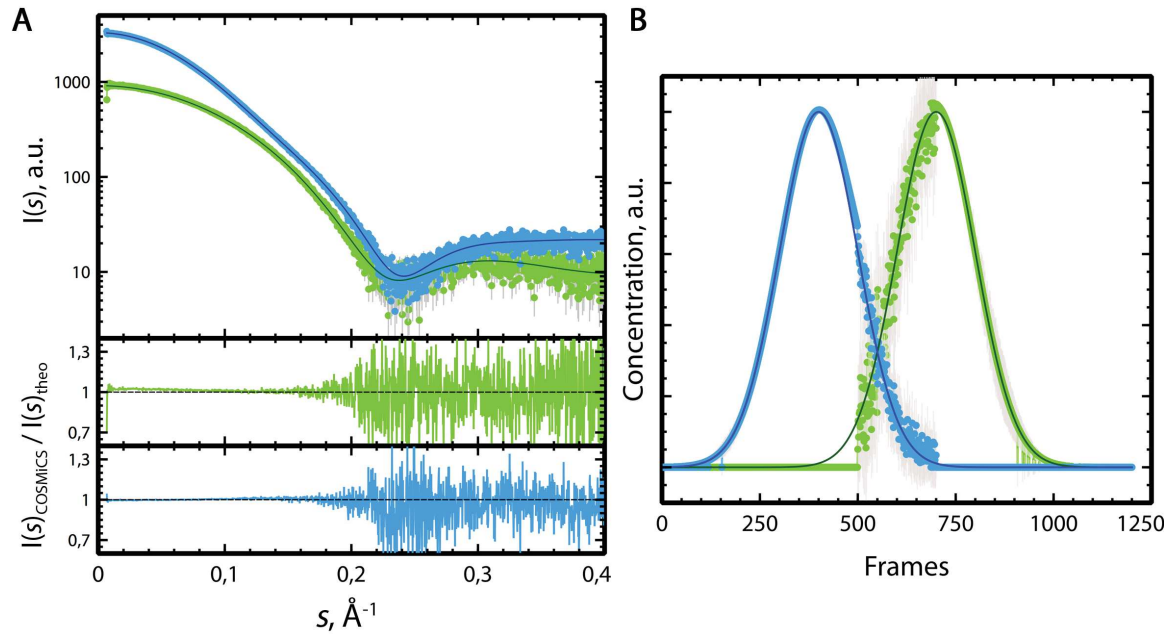 A
I(s), a.u.
1000
100
10
1,3
1
0,7
1,3
1
0,7
I(s)COSMiCS / I(s)theo
0 0,1 0,2 0,3 0,4
s, Å-1
B
Concentration, a.u.
0 250 500 750 1000 1250
Frames